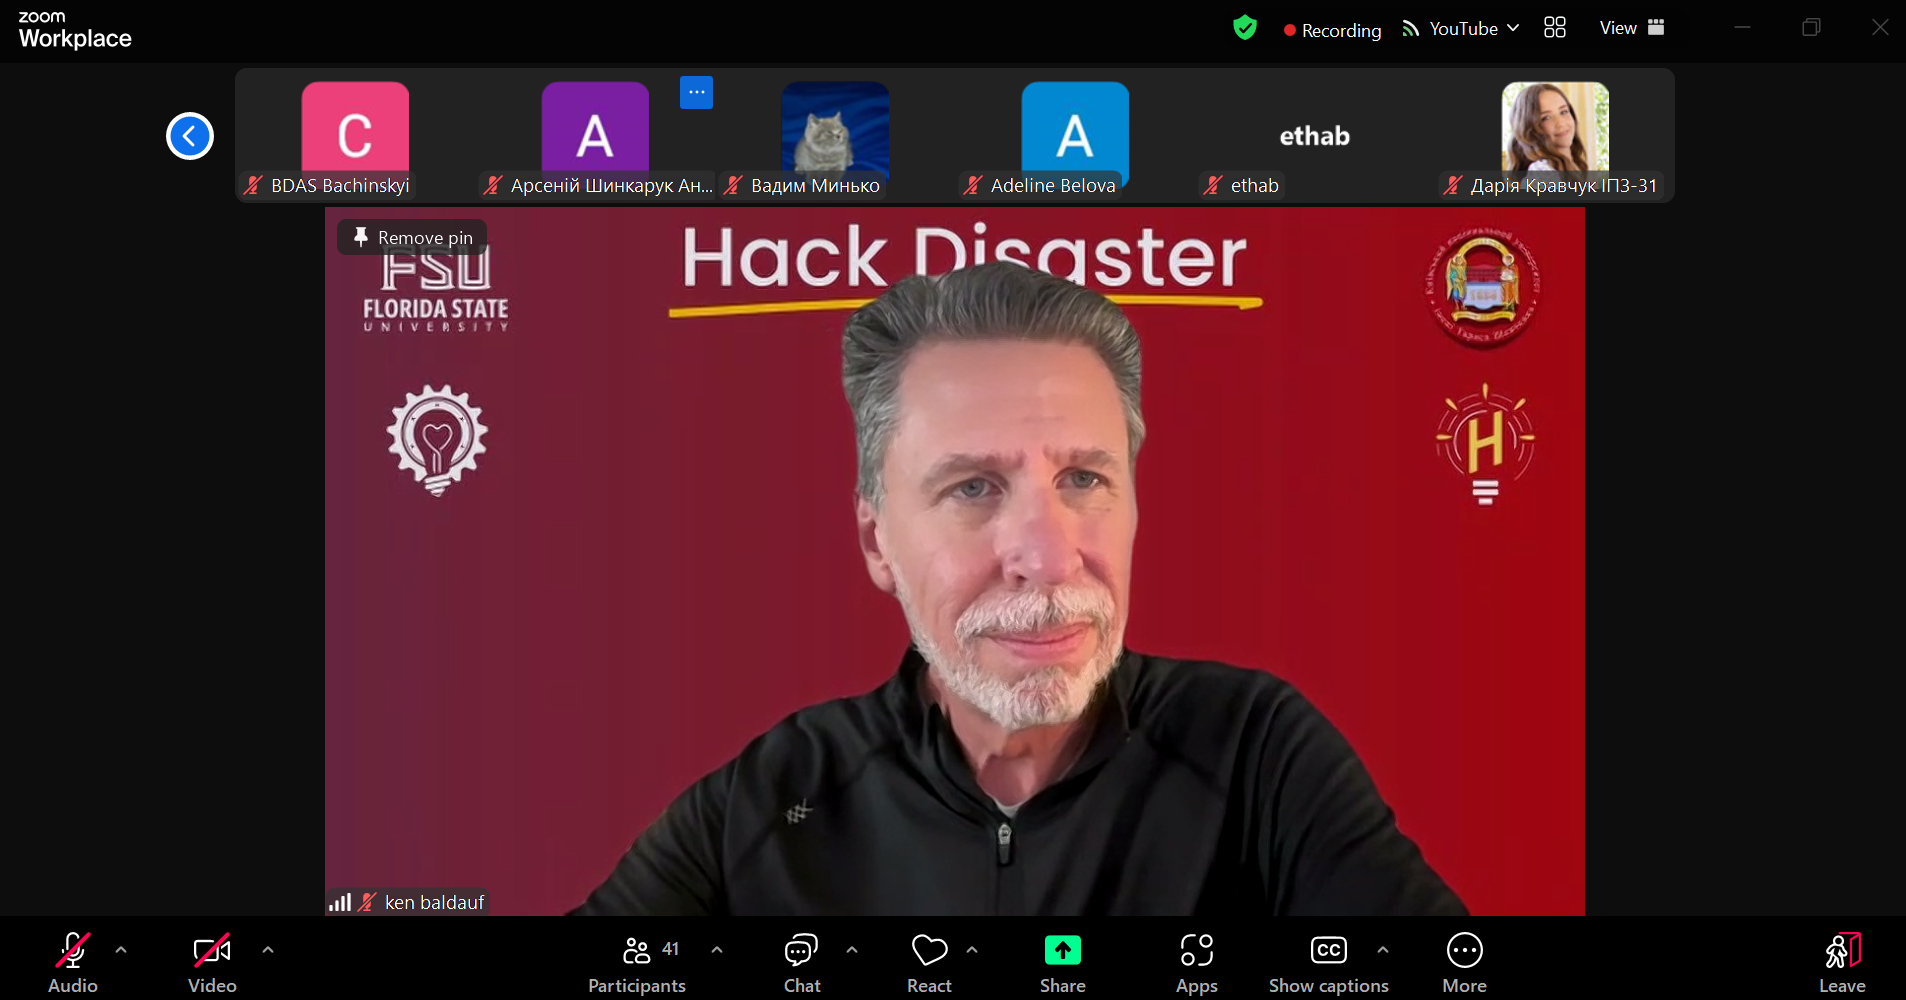 zoom
Workplace
Recording
YouTube
View
C
A
A
ethab
BDAS Bachinskyi
Арсеній Шинкарук Ан...
Вадим Минько
Adeline Belova
ethab
Дарія Кравчук ІПЗ-31
Remove pin
Hack Disaster
FSU
FLORIDA STATE
UNIVERSITY
H
ken baldauf
41
CC
Audio
Video
Participants
Chat
React
Share
Apps
Show captions
More
Leave